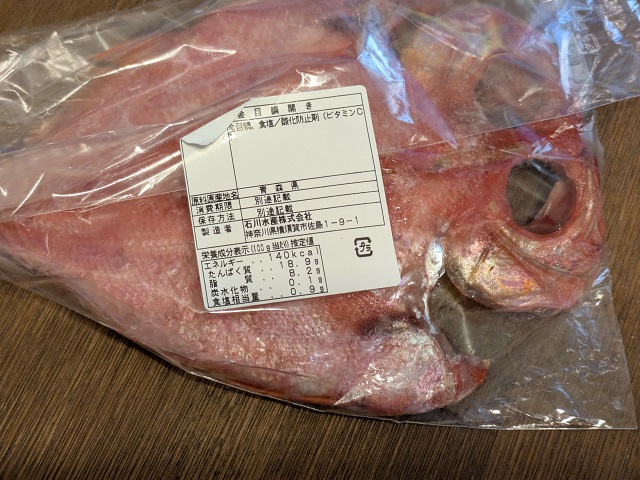 金目鯛開き
金目鯛、食塩／酸化防止剤（ビタミンC
原料原産地名 青森県
消費期限 別途記載
保存方法 別途記載
製造者 石川水産株式会社
神奈川県横須賀市佐島1-9-1
プラ
栄養成分表示(100g当り)推定値
エネルギー‥ 140kcal
たんぱく質‥ 18.9g
脂質‥ 8.2g
炭水化物‥ 0.1g
食塩相当量‥ 0.9g